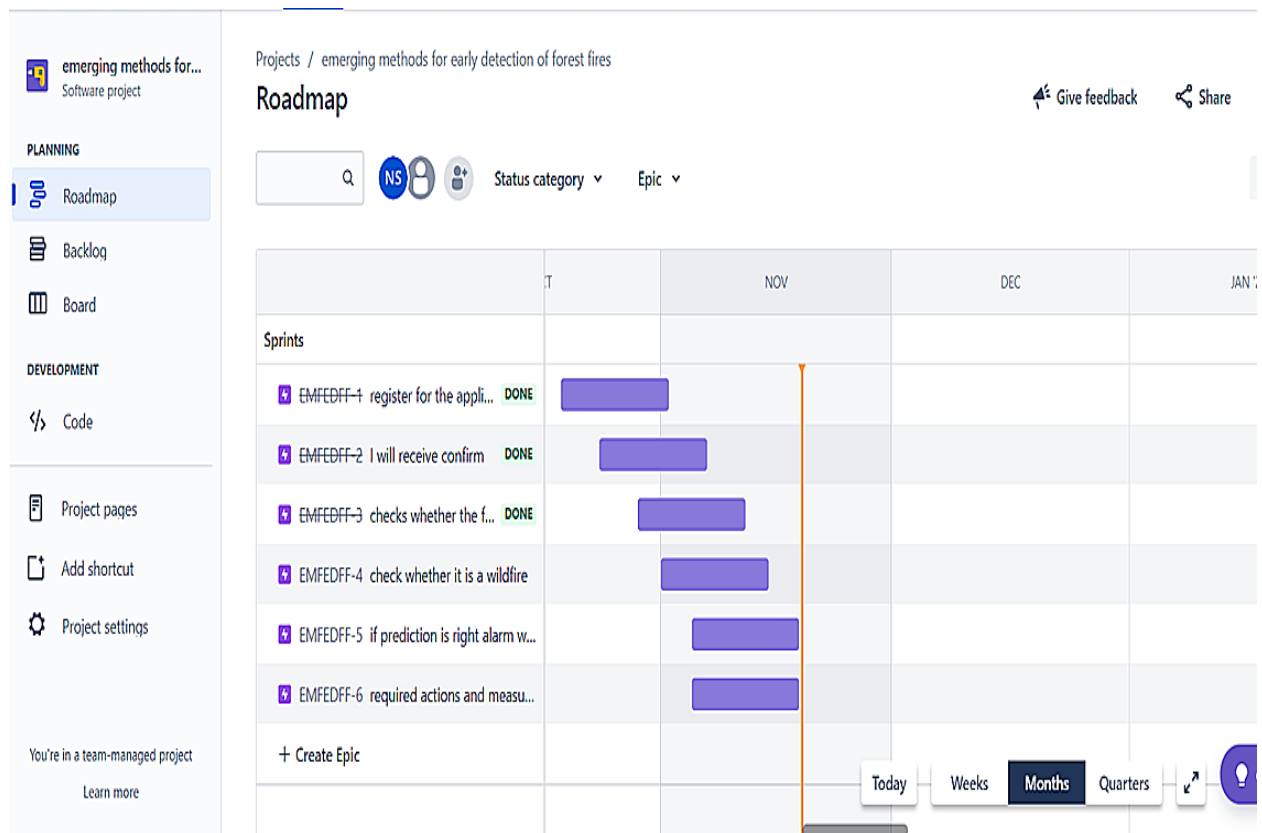 emerging methods for...
Software project
PLANNING
Roadmap
Backlog
Board
DEVELOPMENT
Code
Project pages
Add shortcut
Project settings
You're in a team-managed project
Learn more
Projects / emerging methods for early detection of forest fires
Roadmap
Give feedback
Share
NS
Status category
Epic
NOV
DEC
JAN
Sprints
EMFEDFF-1 register for the appli... DONE
EMFEDFF-2 I will receive confirm DONE
EMFEDFF-3 checks whether the f... DONE
EMFEDFF-4 check whether it is a wildfire
EMFEDFF-5 if prediction is right alarm w...
EMFEDFF-6 required actions and measu...
+ Create Epic
Today
Weeks
Months
Quarters